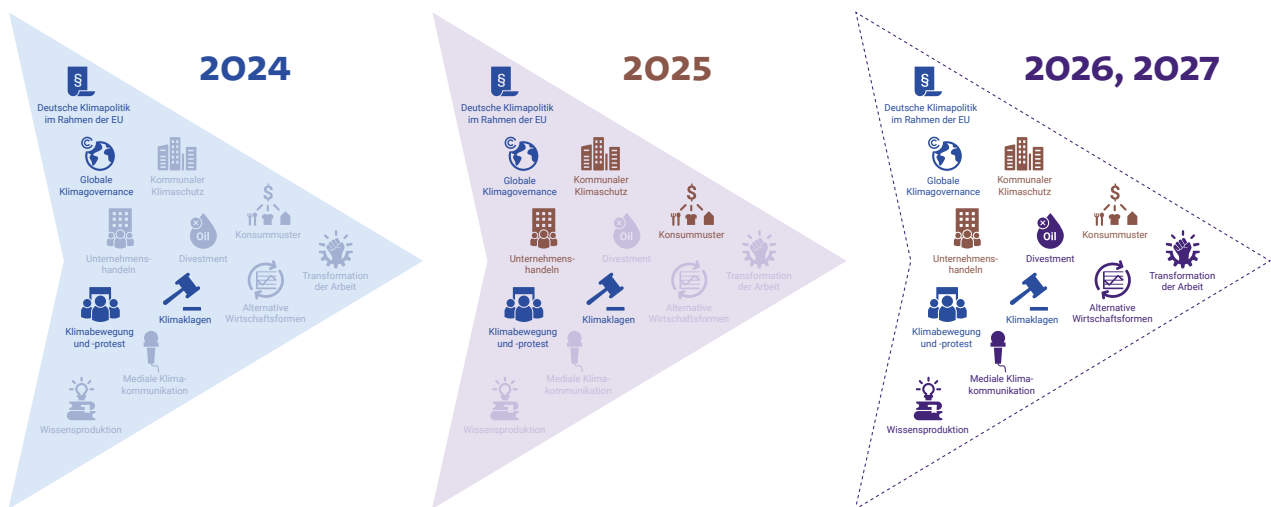 2024
§
Deutsche Klimapolitik
im Rahmen der EU
C
Globale
Klimagovernance
Kommunaler
Klimaschutz
$
Konsummuster
Unternehmens-
handeln
Oil
Divestment
Transformation
der Arbeit
Klimabewegung
und -protest
Klimaklagen
Alternative
Wirtschaftsformen
Mediale Klima-
kommunikation
Wissensproduktion
2025
§
Deutsche Klimapolitik
im Rahmen der EU
C
Globale
Klimagovernance
Kommunaler
Klimaschutz
$
Konsummuster
Unternehmens-
handeln
Oil
Divestment
Transformation
der Arbeit
Klimabewegung
und -protest
Klimaklagen
Alternative
Wirtschaftsformen
Mediale Klima-
kommunikation
Wissensproduktion
2026, 2027
§
Deutsche Klimapolitik
im Rahmen der EU
C
Globale
Klimagovernance
Kommunaler
Klimaschutz
$
Konsummuster
Unternehmens-
handeln
Oil
Divestment
Transformation
der Arbeit
Klimabewegung
und -protest
Klimaklagen
Alternative
Wirtschaftsformen
Mediale Klima-
kommunikation
Wissensproduktion